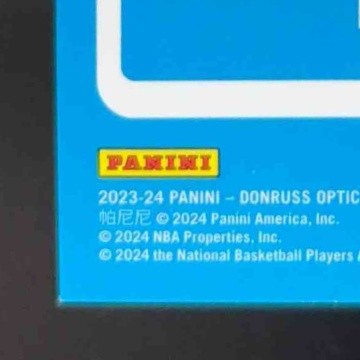 PANINI
2023-24 PANINI – DONRUSS OPTIC
帕尼尼 © 2024 Panini America, Inc.
© 2024 NBA Properties, Inc.
© 2024 the National Basketball Players